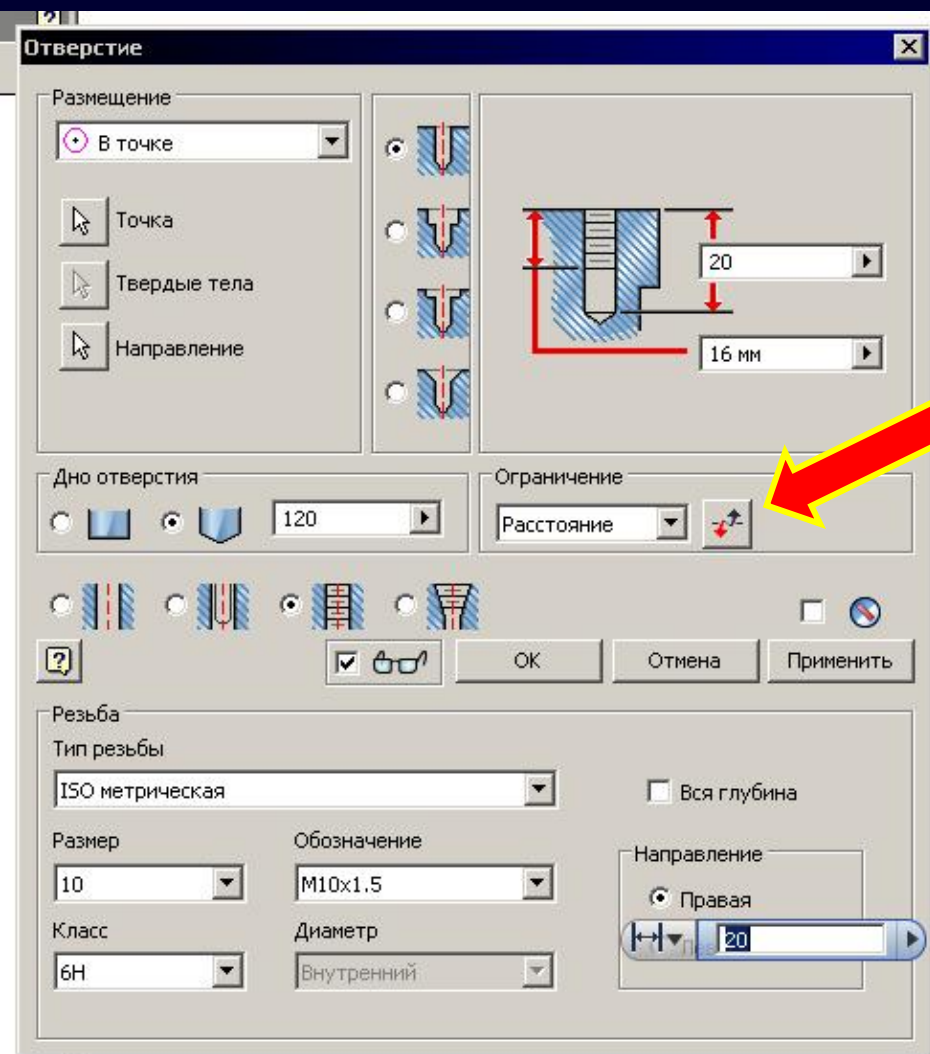 Отверстие
Размещение
В точке
Точка
Твердые тела
Направление
20
16 мм
Дно отверстия
120
Ограничение
Расстояние
ОК
Отмена
Применить
Резьба
Тип резьбы
ISO метрическая
Вся глубина
Размер
Обозначение
10
M10x1.5
Направление
Правая
Класс
Диаметр
20
6H
Внутренний